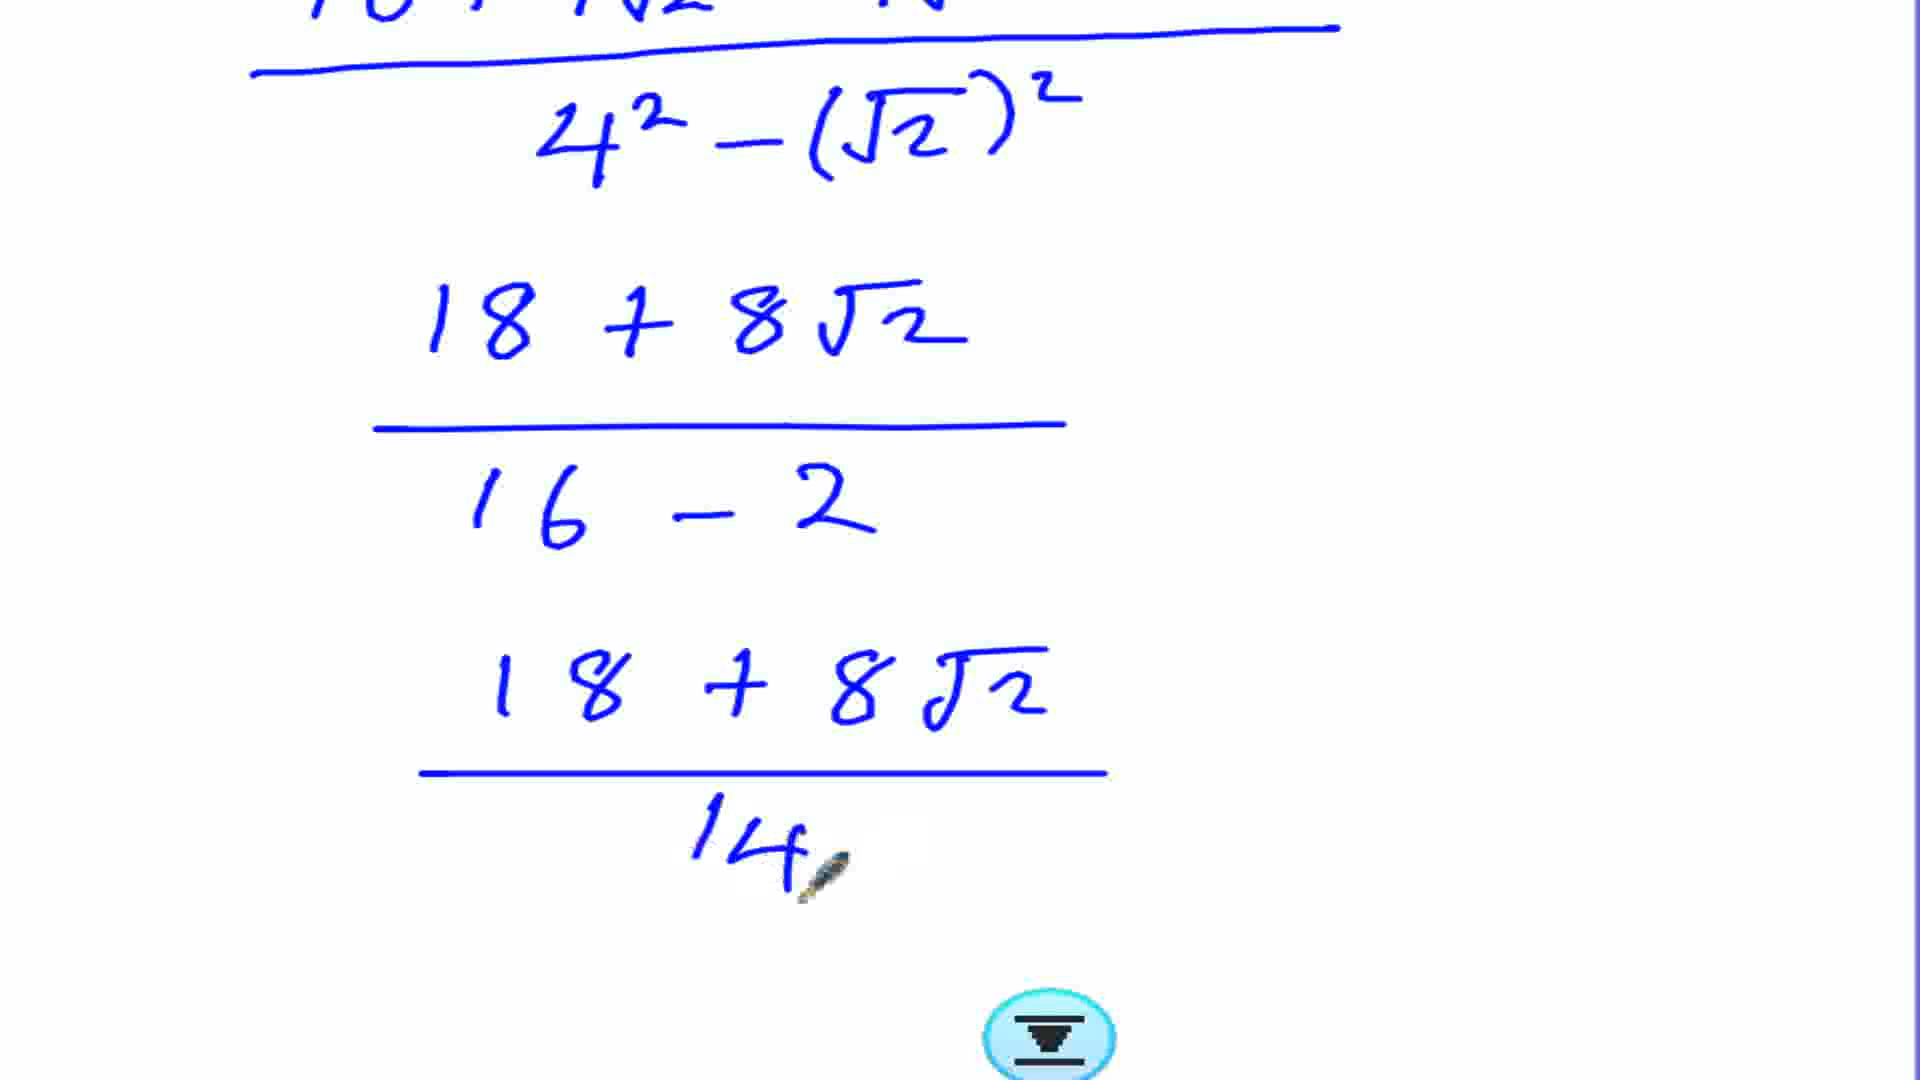 4² - (√2)²
18 + 8√2
16 - 2
18 + 8√2
14